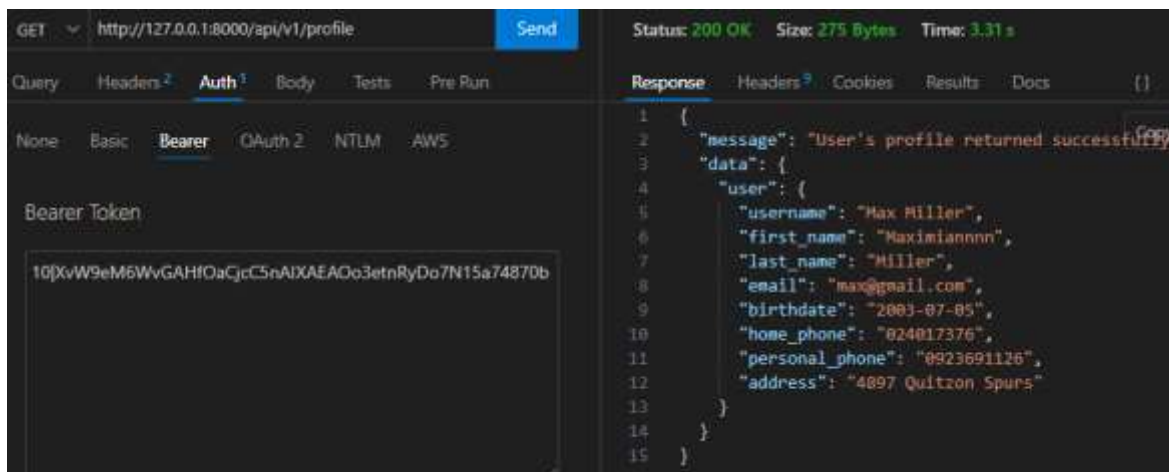 GET http://127.0.0.1:8000/api/v1/profile Send
Query Headers 2 Auth 1 Body Tests Pre Run
None Basic Bearer OAuth 2 NTLM AWS
Bearer Token
10|XvW9eM6WvGAHfOaCjcC5nAIXAEAOo3etnRyDo7N15a74870b
Status: 200 OK Size: 275 Bytes Time: 3.31 s
Response Headers 9 Cookies Results Docs {}
1 {
2 "message": "User's profile returned successfully
3 "data": {
4 "user": {
5 "username": "Max Miller",
6 "first_name": "Maximiannnn",
7 "last_name": "Miller",
8 "email": "max@gmail.com",
9 "birthdate": "2003-07-05",
10 "home_phone": "024017376",
11 "personal_phone": "0923691126",
12 "address": "4897 Quitzon Spurs"
13 }
14 }
15 }